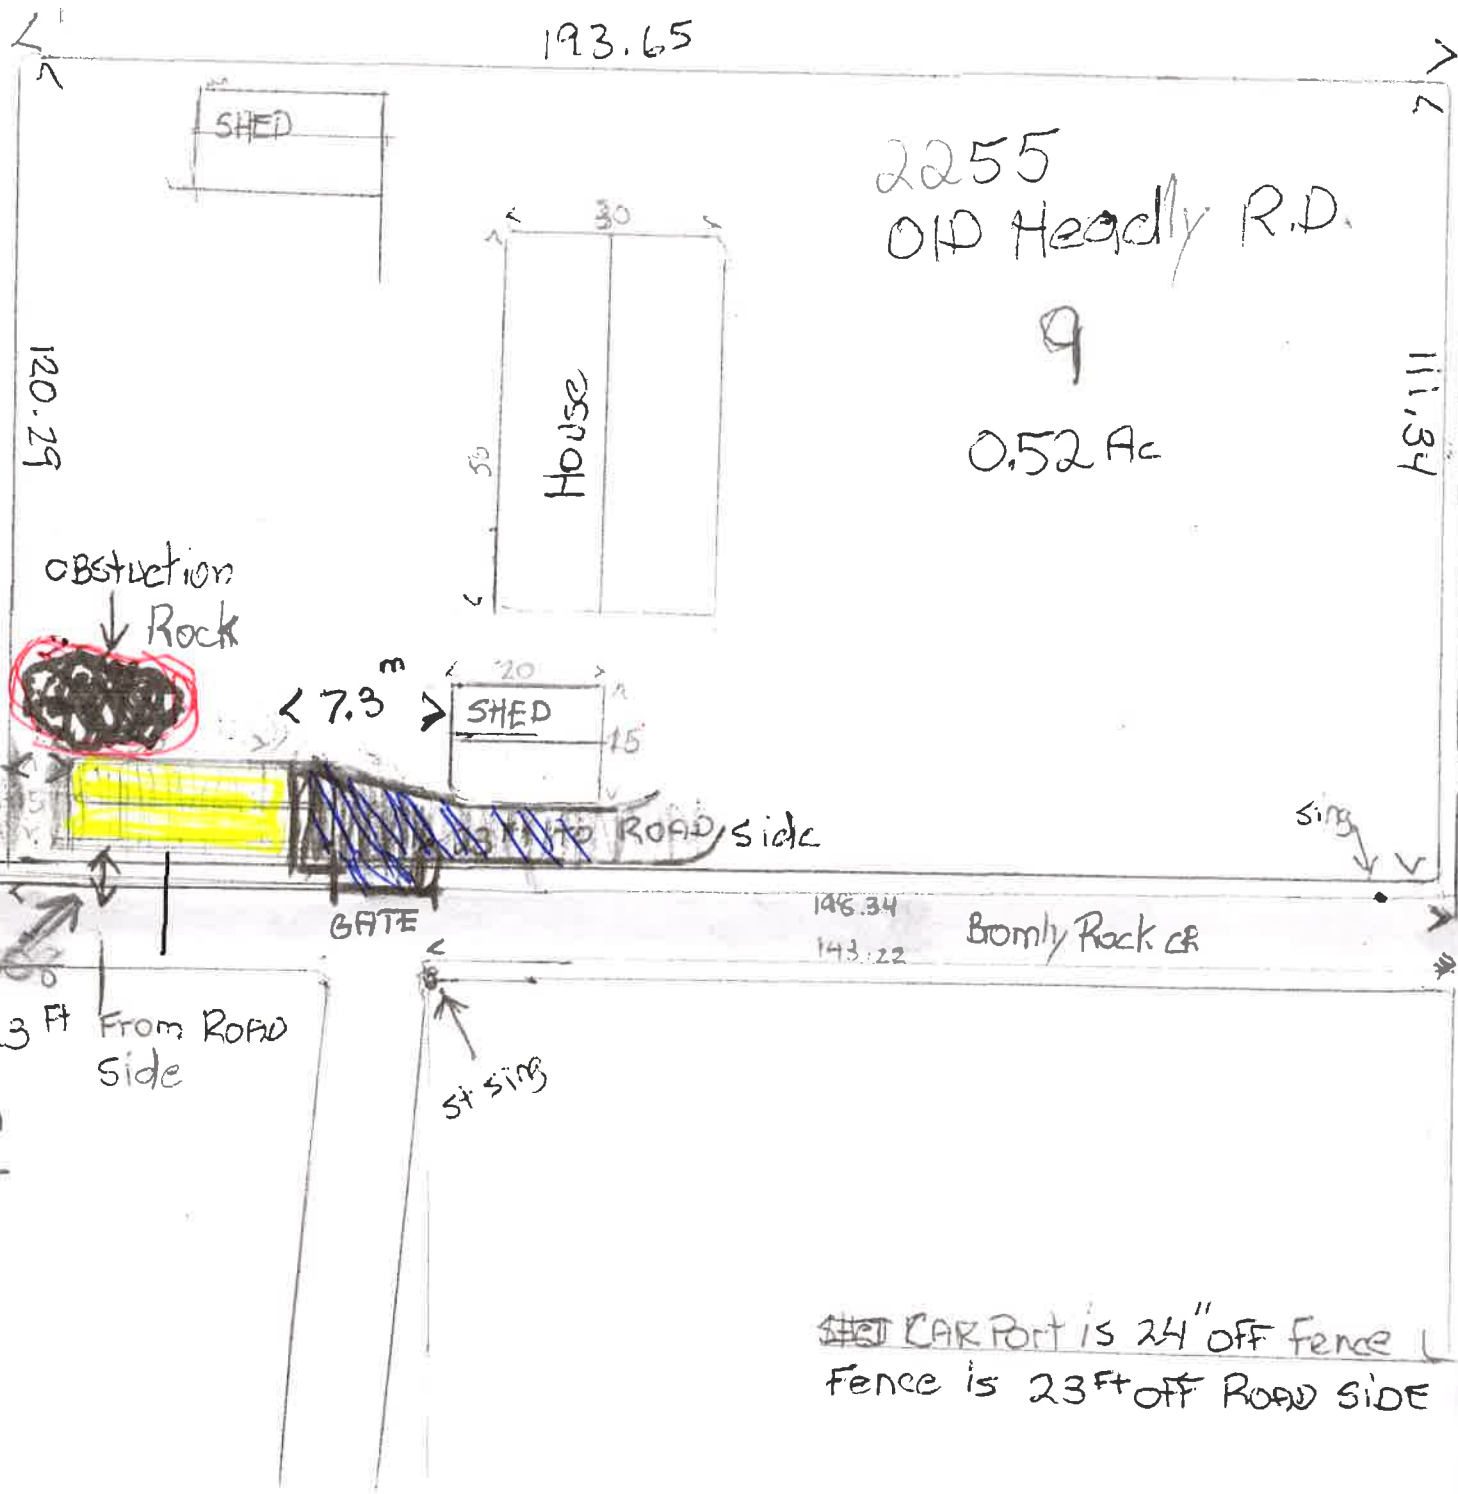 193.65
SHED
2255
OlD Headly R.D.
9
0.52 Ac
30
50
House
120.29
111.34
OBStuction
Rock
< 7.3 m >
20
SHED
15
ROAD side
sing
GATE
198.34
143.22
Bromly Rock CR
3 Ft From ROAD
Side
st sing
CAR Port is 24" OFF Fence
Fence is 23 Ft OFF ROAD SIDE